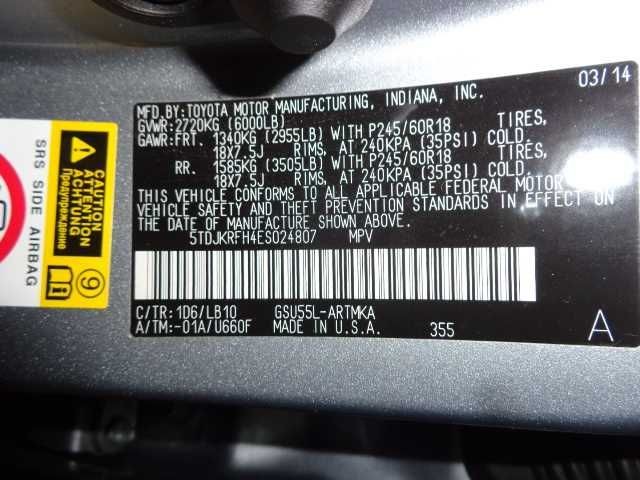 03/14
MFD.BY:TOYOTA MOTOR MANUFACTURING, INDIANA, INC.
GVWR: 2720KG (6000LB)
GAWR:FRT. 1340KG (2955LB) WITH P245/60R18 TIRES,
18X7.5J RIMS, AT 240KPA (35PSI) COLD.
RR. 1585KG (3505LB) WITH P245/60R18 TIRES,
18X7.5J RIMS, AT 240KPA (35PSI) COLD.
THIS VEHICLE CONFORMS TO ALL APPLICABLE FEDERAL MOTOR
VEHICLE SAFETY AND THEFT PREVENTION STANDARDS IN EFFECT ON
THE DATE OF MANUFACTURE SHOWN ABOVE.
5TDJKRFH4ES024807 MPV
C/TR: 1D6/LB10 GSU55L-ARTMKA
A/TM:-01A/U660F MADE IN U.S.A. 355 A
SRS SIDE AIRBAG
CAUTION
ATTENTION
ACHTUNG
Предупреждение
9